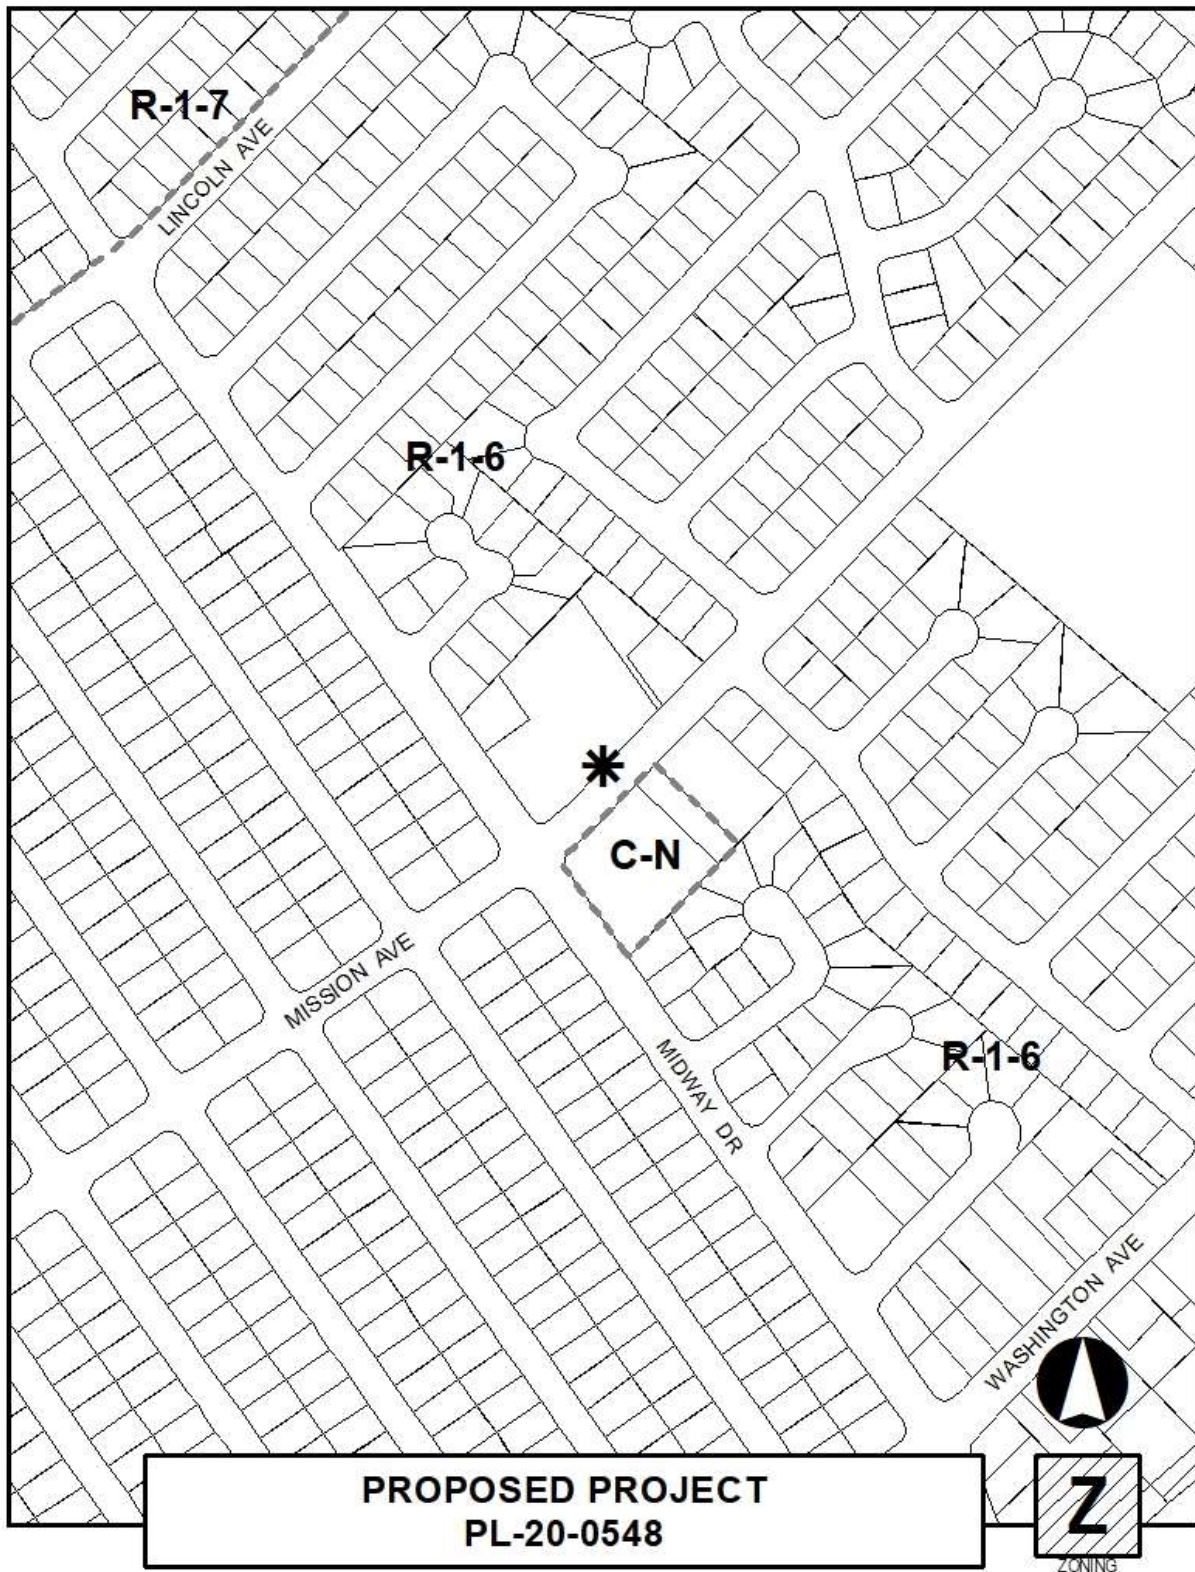 R-1-7
LINCOLN AVE
R-1-6
C-N
MISSION AVE
MIDWAY DR
R-1-6
WASHINGTON AVE
PROPOSED PROJECT
PL-20-0548
Z
ZONING